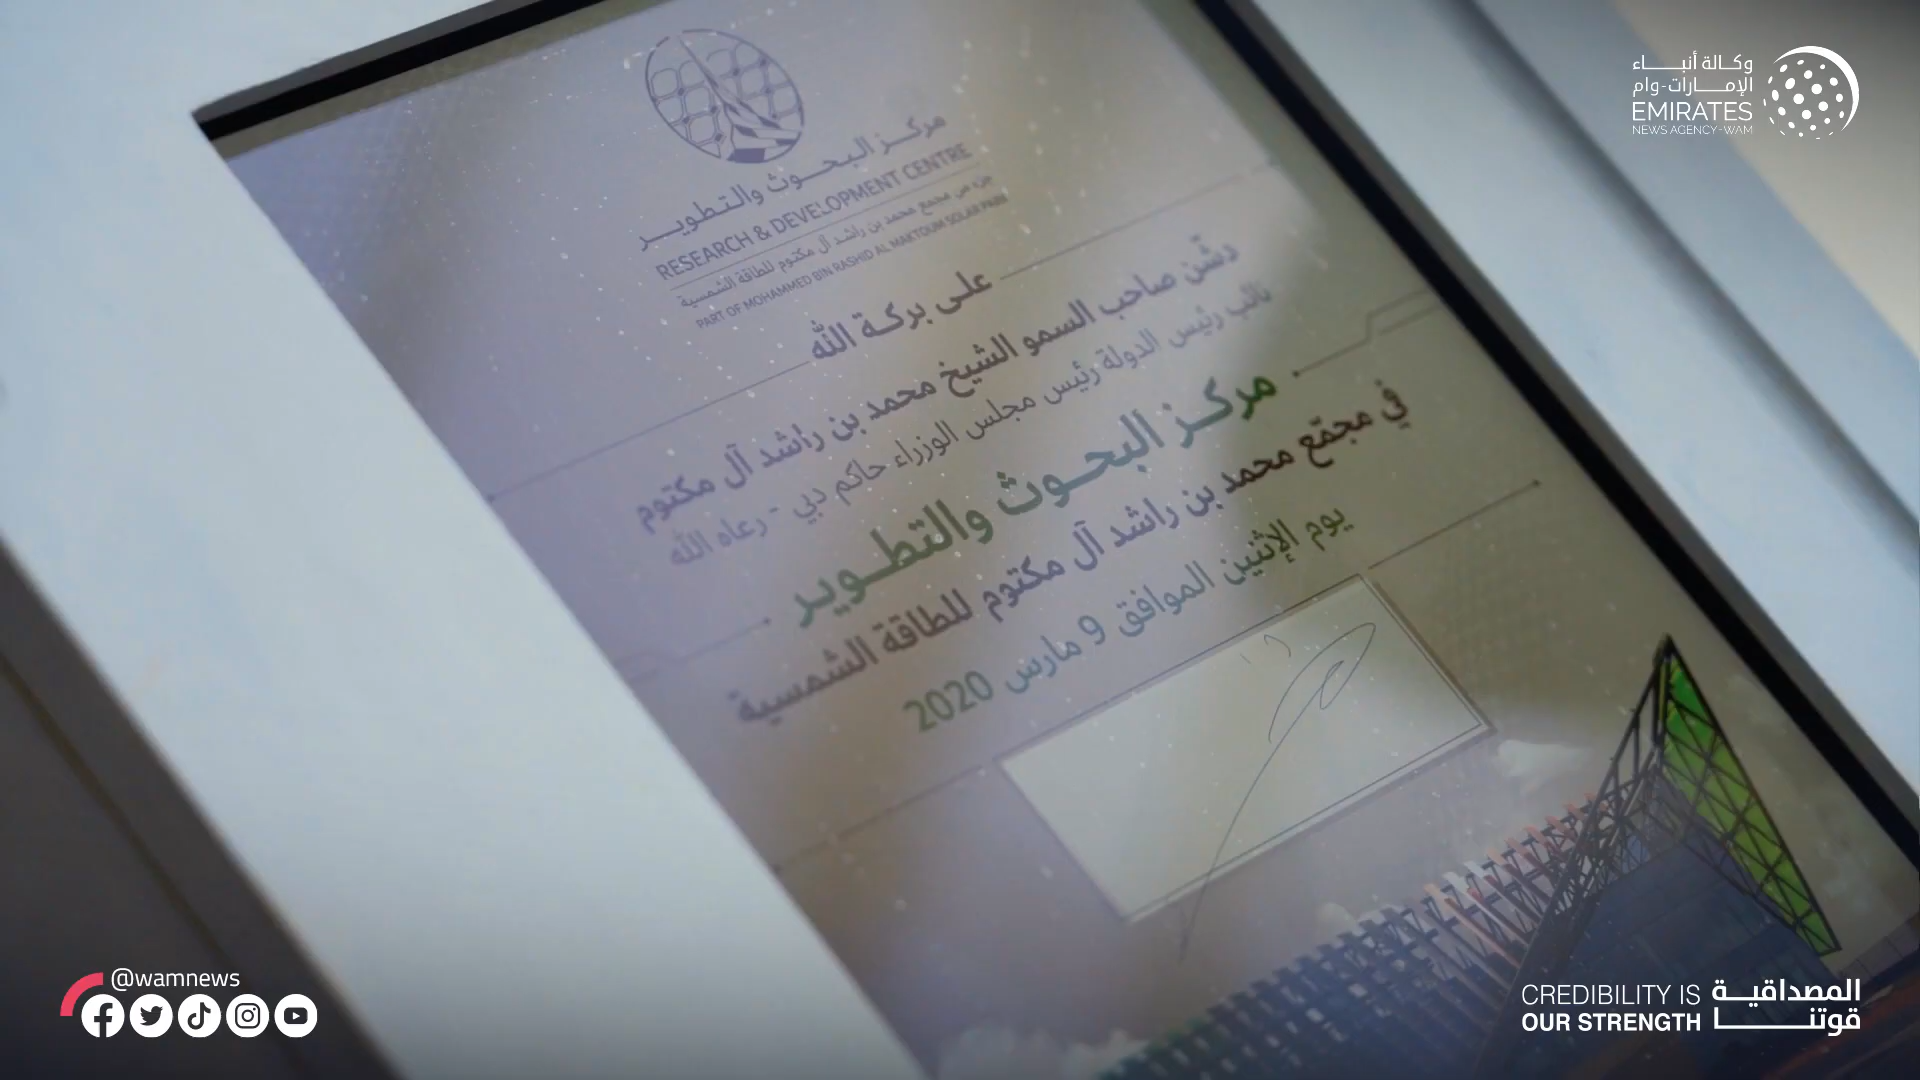 وكالة أنباء
الإمارات-وام
EMIRATES
NEWS AGENCY-WAM
مركز البحوث والتطوير
RESEARCH & DEVELOPMENT CENTRE
جزء من مجمع محمد بن راشد آل مكتوم للطاقة الشمسية
PART OF MOHAMMED BIN RASHID AL MAKTOUM SOLAR PARK
على بركة الله
دشّن صاحب السمو الشيخ محمد بن راشد آل مكتوم
نائب رئيس الدولة رئيس مجلس الوزراء حاكم دبي - رعاه الله
مركز البحوث والتطوير
في مجمّع محمد بن راشد آل مكتوم للطاقة الشمسية
يوم الإثنين الموافق 9 مارس 2020
@wamnews
CREDIBILITY IS
OUR STRENGTH
المصداقية
قوتنا